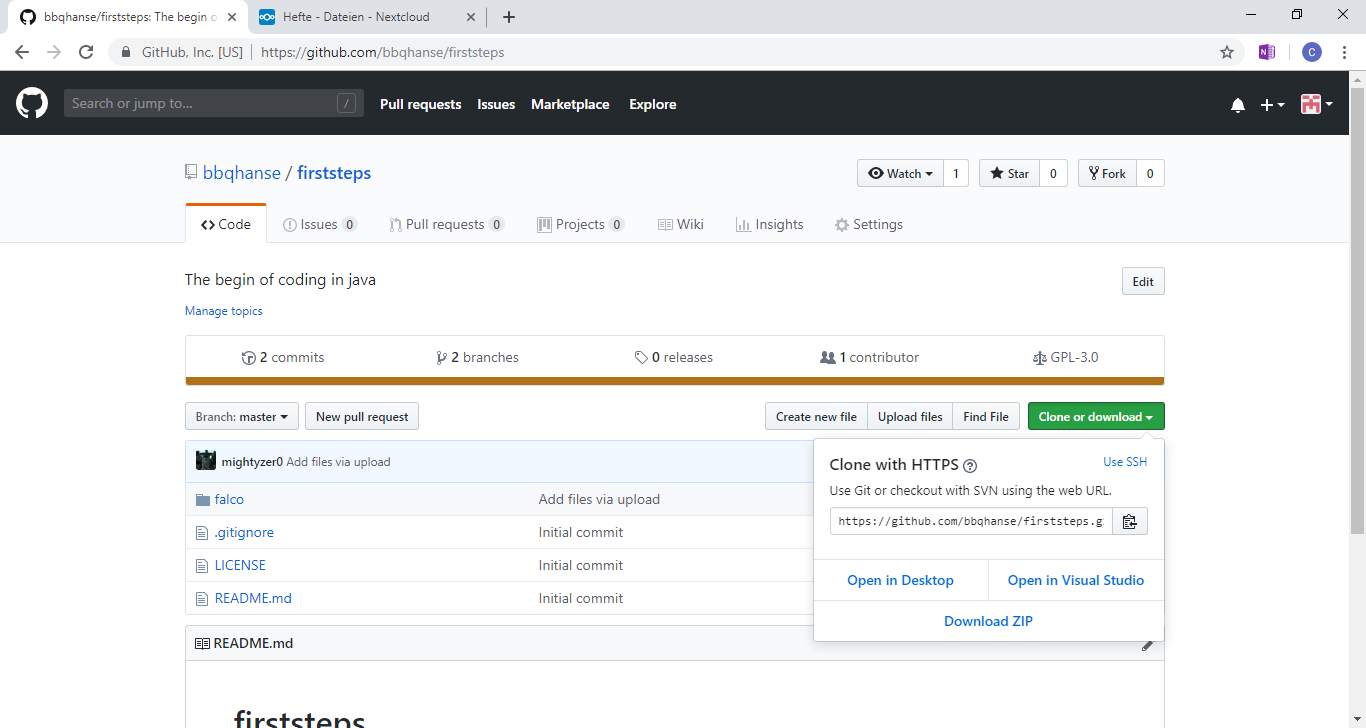 bbqhanse/firststeps: The begin o
Hefte - Dateien - Nextcloud
GitHub, Inc. [US] https://github.com/bbqhanse/firststeps
N
C
Search or jump to... /
Pull requests Issues Marketplace Explore
bbqhanse / firststeps
Watch 1 Star 0 Fork 0
Code Issues 0 Pull requests 0 Projects 0 Wiki Insights Settings
The begin of coding in java
Edit
Manage topics
2 commits 2 branches 0 releases 1 contributor GPL-3.0
Branch: master New pull request Create new file Upload files Find File Clone or download
mightyzer0 Add files via upload
falco Add files via upload
.gitignore Initial commit
LICENSE Initial commit
README.md Initial commit
Clone with HTTPS ? Use SSH
Use Git or checkout with SVN using the web URL.
https://github.com/bbqhanse/firststeps.g
Open in Desktop Open in Visual Studio
Download ZIP
README.md
firststeps